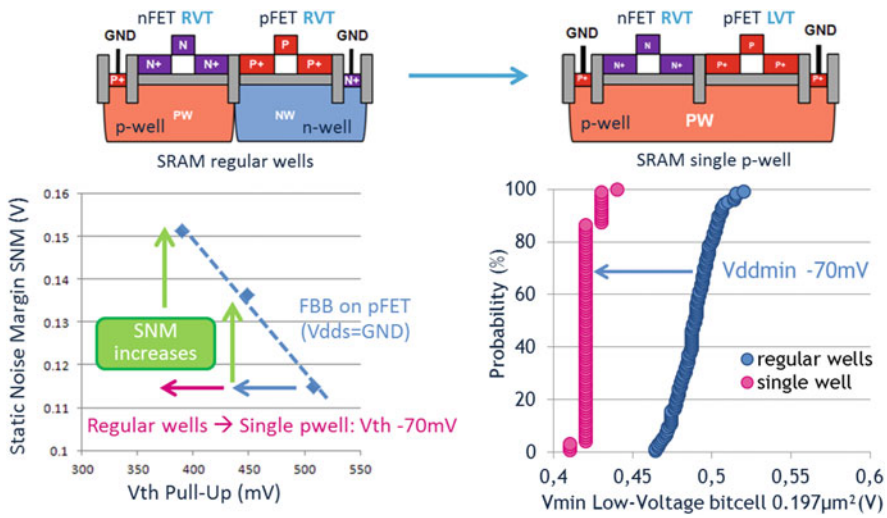 nFET RVT pFET RVT
GND GND
N P
P+ N+ N+ P+ P+ N+
PW NW
p-well n-well
SRAM regular wells
nFET RVT pFET LVT
GND GND
N P
P+ N+ N+ P+ P+ P+
p-well PW
SRAM single p-well
Static Noise Margin SNM (V)
0.16
0.15
0.14
0.13
0.12
0.11
0.1
FBB on pFET
(Vdds=GND)
SNM
increases
Regular wells → Single pwell: Vth -70mV
300 350 400 450 500 550
Vth Pull-Up (mV)
Probability (%)
100
80
60
40
20
0
Vddmin -70mV
regular wells
single well
0,4 0,45 0,5 0,55 0,6
Vmin Low-Voltage bitcell 0.197µm² (V)